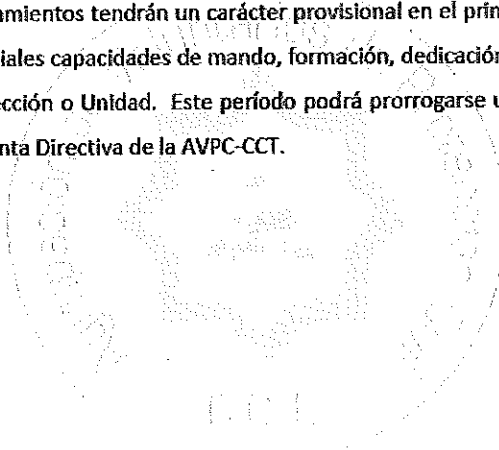 amientos tendrán un carácter provisional en el prin
iales capacidades de mando, formación, dedicación
ección o Unidad. Este período podrá prorrogarse u
nta Directiva de la AVPC-CCT.